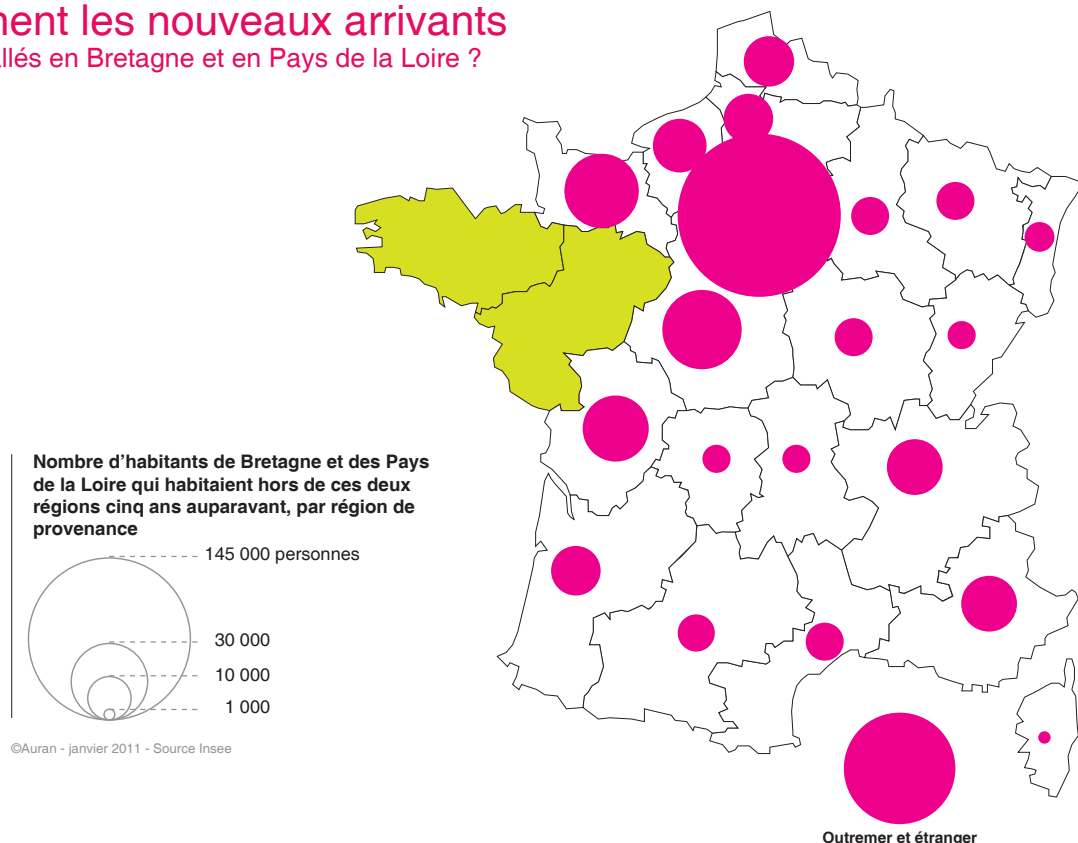 les nouveaux arrivants
en Bretagne et en Pays de la Loire ?
Nombre d'habitants de Bretagne et des Pays
de la Loire qui habitaient hors de ces deux
régions cinq ans auparavant, par région de
provenance
145 000 personnes
30 000
10 000
1 000
©Auran - janvier 2011 - Source Insee
Outremer et étranger